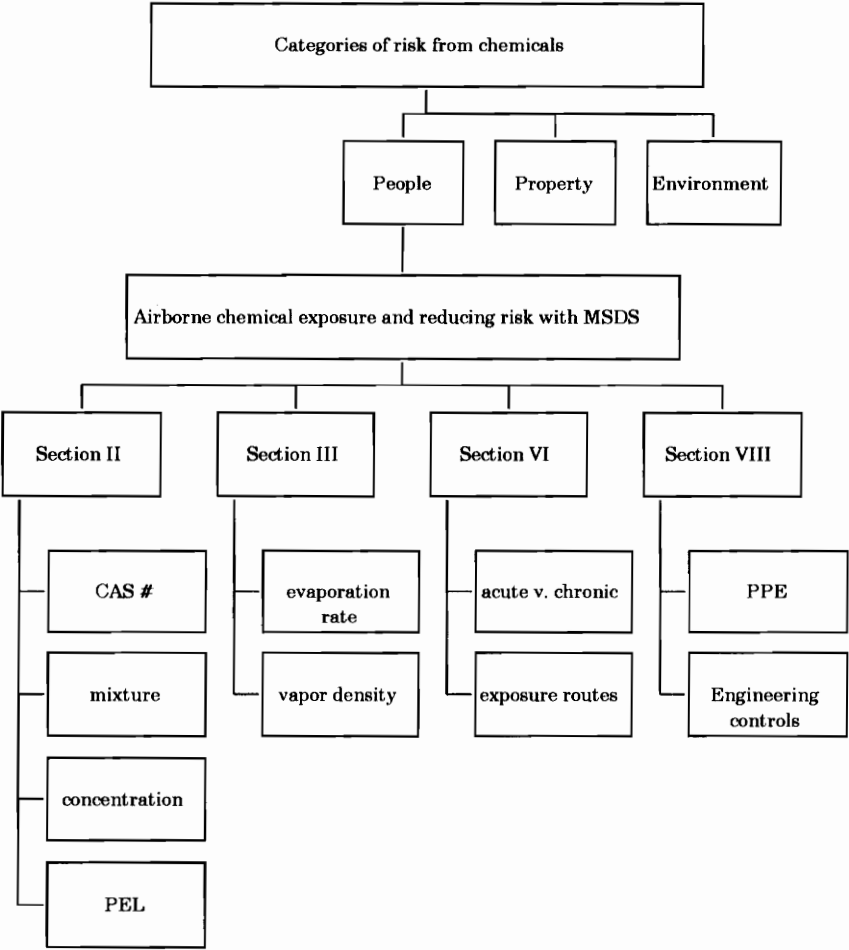 Categories of risk from chemicals
People
Property
Environment
Airborne chemical exposure and reducing risk with MSDS
Section II
Section III
Section VI
Section VIII
CAS #
evaporation
rate
acute v. chronic
PPE
mixture
vapor density
exposure routes
Engineering
controls
concentration
PEL